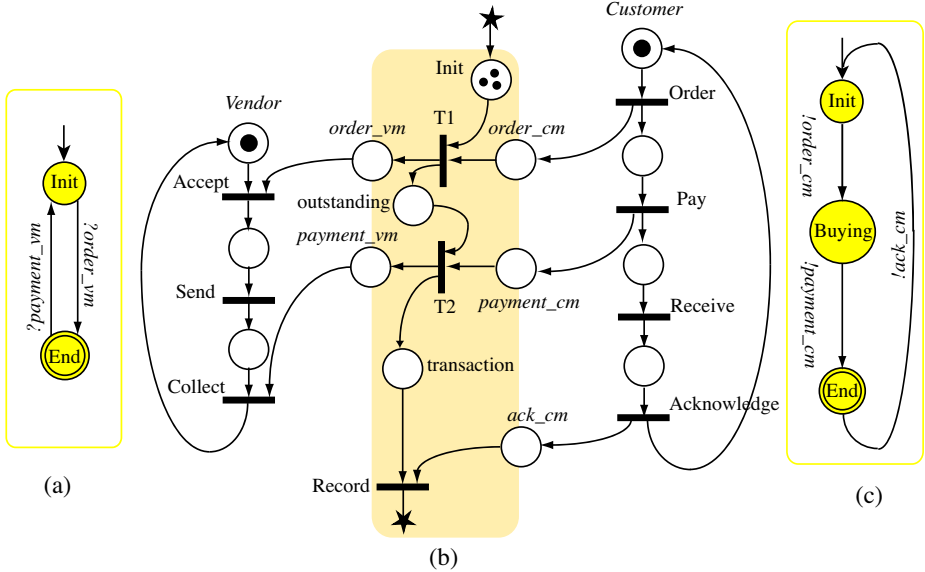 Init
?payment_vm
?order_vm
End
(a)
Vendor
Accept
Send
Collect
Init
T1
order_vm
order_cm
outstanding
payment_vm
T2
payment_cm
transaction
ack_cm
Record
(b)
Customer
Order
Pay
Receive
Acknowledge
Init
!order_cm
Buying
!payment_cm
!ack_cm
End
(c)